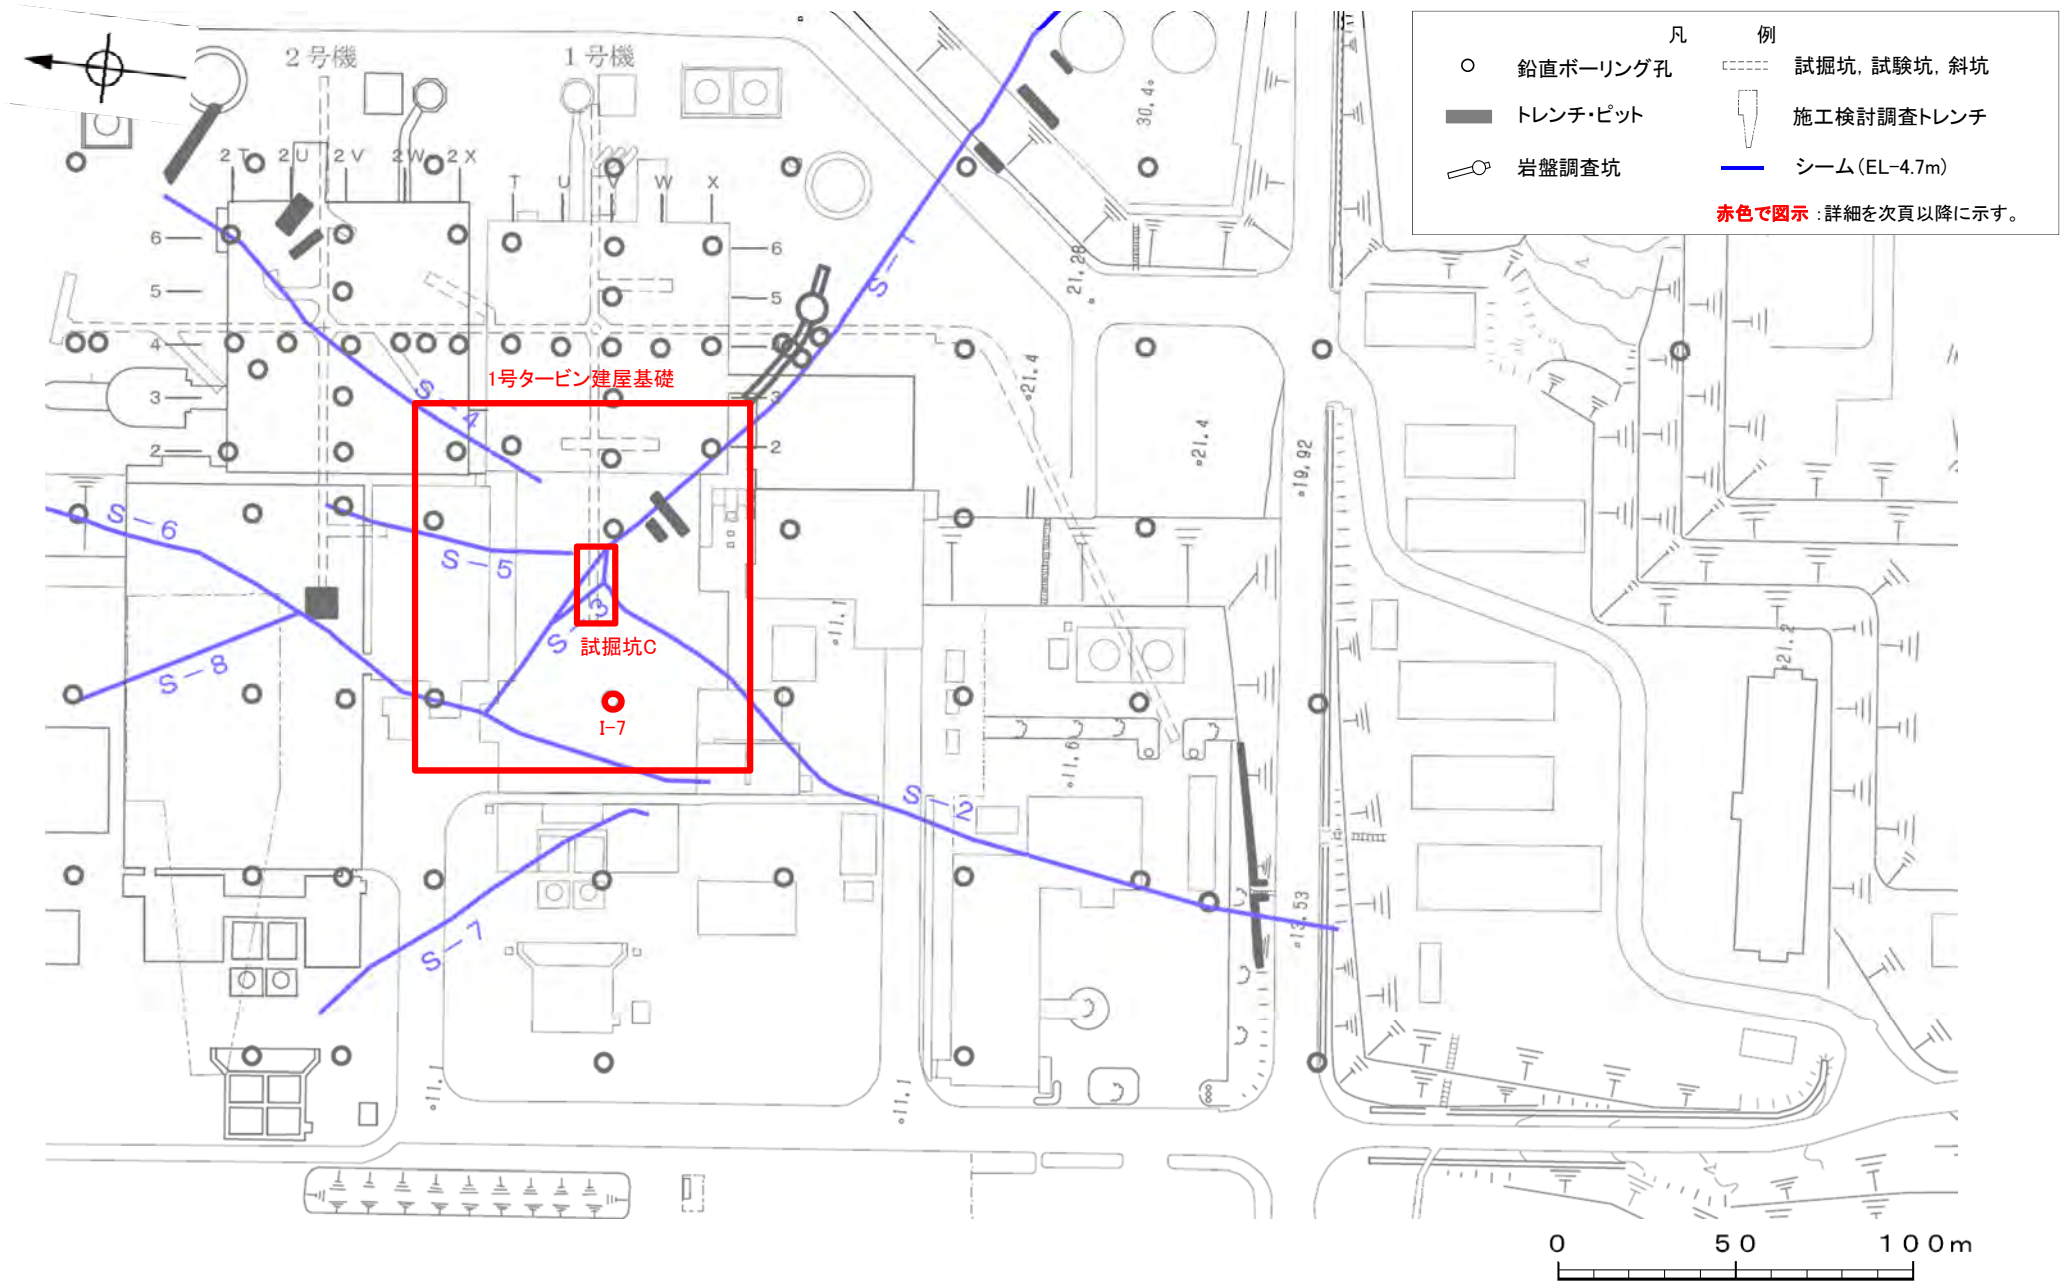 凡　例
鉛直ボーリング孔
試掘坑, 試験坑, 斜坑
トレンチ・ピット
施工検討調査トレンチ
岩盤調査坑
シーム(EL-4.7m)
赤色で図示：詳細を次頁以降に示す。
2号機
1号機
2T 2U 2V 2W 2X
T U V W X
6
5
4
3
2
6
5
3
2
30.4
21.28
21.4
21.4
19.92
S-1
S-4
1号タービン建屋基礎
S-6
S-5
S-3
試掘坑C
S-8
I-7
11.1
11.6
21.2
S-2
S-7
13.53
11.1
11.1
0 50 100m